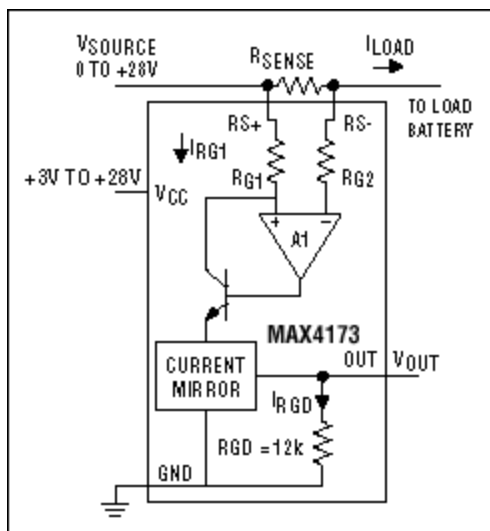 VSOURCE
0 TO +28V
RSENSE
ILOAD
TO LOAD
BATTERY
RS+
RS-
IRG1
RG1
RG2
+3V TO +28V
VCC
+
−
A1
MAX4173
CURRENT
MIRROR
OUT
VOUT
IRGD
RGD = 12k
GND